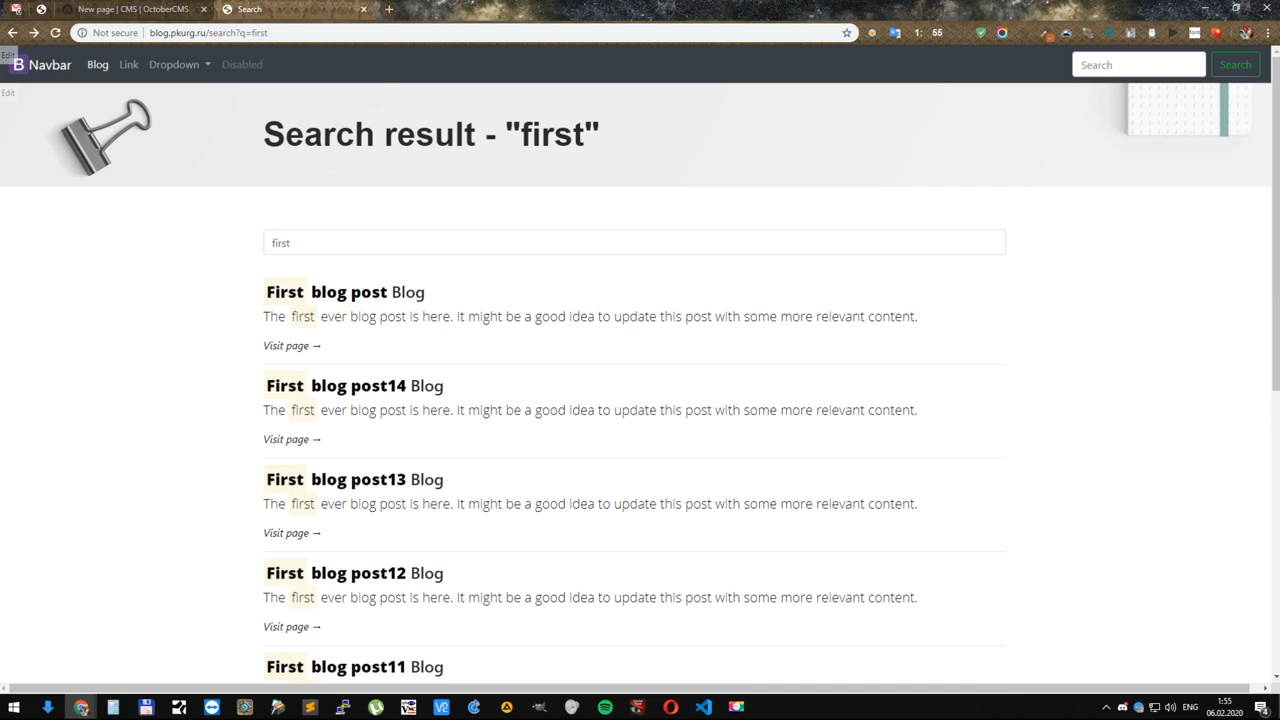 New page | CMS | OctoberCMS
Search
Not secure
blog.pkurg.ru/search?q=first
1: 55
Edit
B Navbar
Blog
Link
Dropdown
Disabled
Search
Search
Edit
Search result - "first"
first
First blog post Blog
The first ever blog post is here. It might be a good idea to update this post with some more relevant content.
Visit page →
First blog post14 Blog
The first ever blog post is here. It might be a good idea to update this post with some more relevant content.
Visit page →
First blog post13 Blog
The first ever blog post is here. It might be a good idea to update this post with some more relevant content.
Visit page →
First blog post12 Blog
The first ever blog post is here. It might be a good idea to update this post with some more relevant content.
Visit page →
First blog post11 Blog
ENG
1:55
06.02.2020